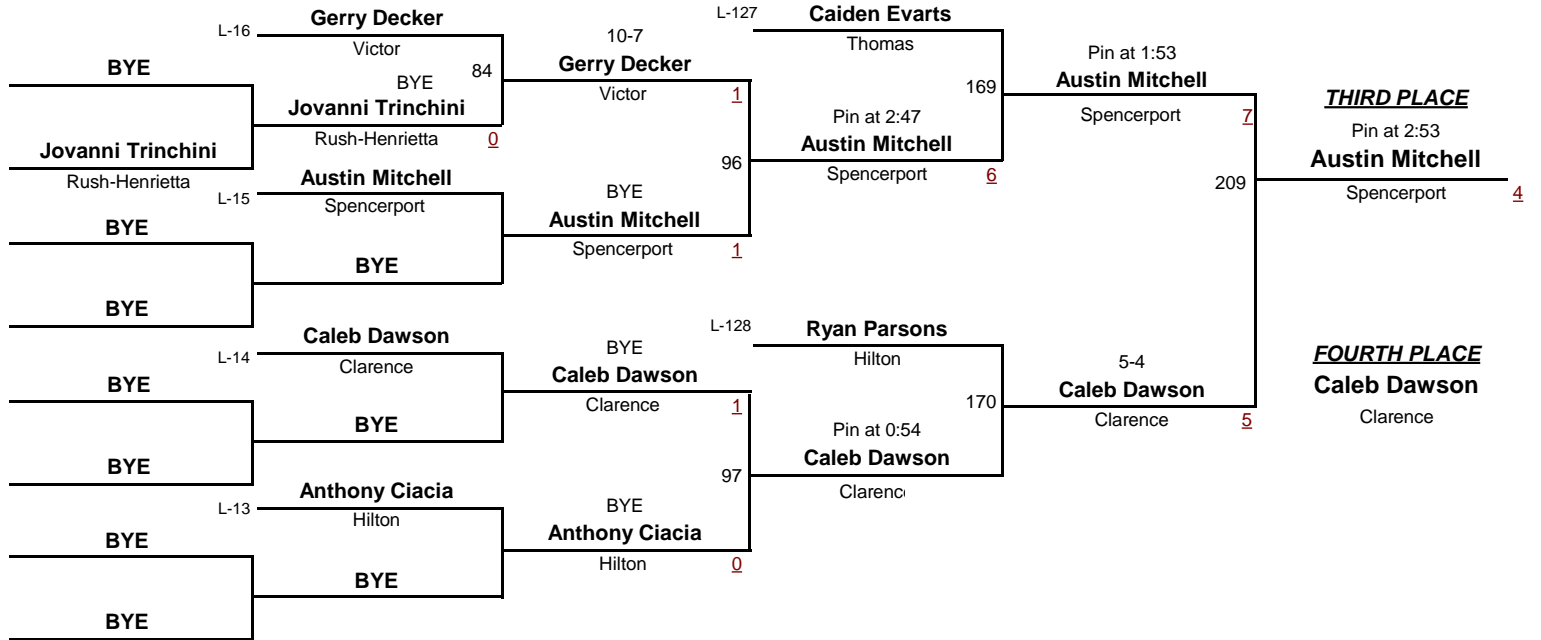 BYE
Jovanni Trinchini
Rush-Henrietta
BYE
BYE
BYE
BYE
BYE
BYE
L-16
Gerry Decker
Victor
BYE
84
Jovanni Trinchini
Rush-Henrietta
0
L-15
Austin Mitchell
Spencerport
BYE
L-14
Caleb Dawson
Clarence
BYE
L-13
Anthony Ciacia
Hilton
BYE
10-7
Gerry Decker
Victor
1
96
BYE
Austin Mitchell
Spencerport
1
BYE
Caleb Dawson
Clarence
1
97
BYE
Anthony Ciacia
Hilton
0
L-127
Caiden Evarts
Thomas
169
Pin at 2:47
Austin Mitchell
Spencerport
6
L-128
Ryan Parsons
Hilton
170
Pin at 0:54
Caleb Dawson
Clarenc
Pin at 1:53
Austin Mitchell
Spencerport
7
209
5-4
Caleb Dawson
Clarence
5
THIRD PLACE
Pin at 2:53
Austin Mitchell
Spencerport
4
FOURTH PLACE
Caleb Dawson
Clarence